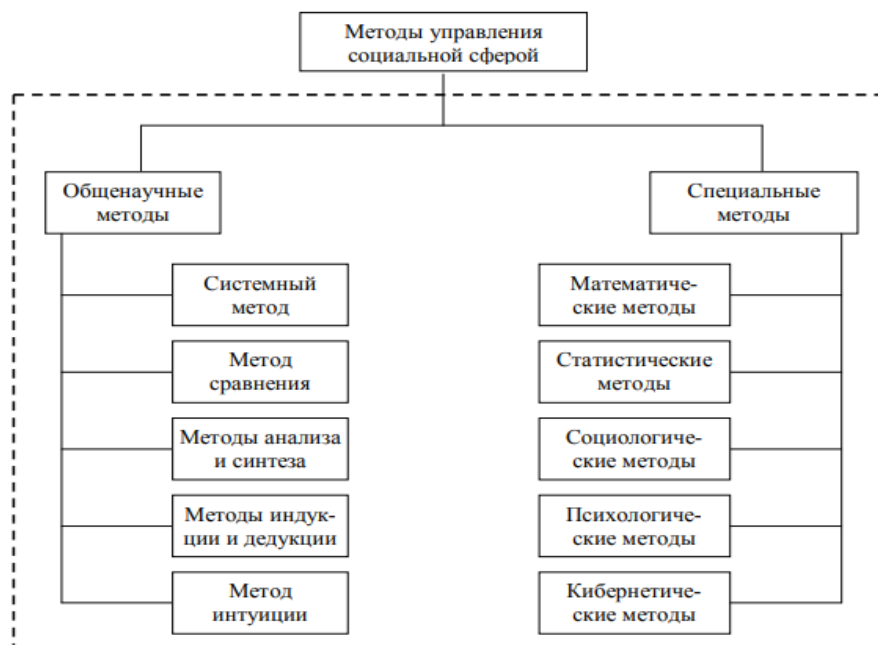 Методы управления
социальной сферой
Общенаучные
методы
Специальные
методы
Системный
метод
Математиче-
ские методы
Метод
сравнения
Статистические
методы
Методы анализа
и синтеза
Социологиче-
ские методы
Методы индук-
ции и дедукции
Психологиче-
ские методы
Метод
интуиции
Кибернетиче-
ские методы